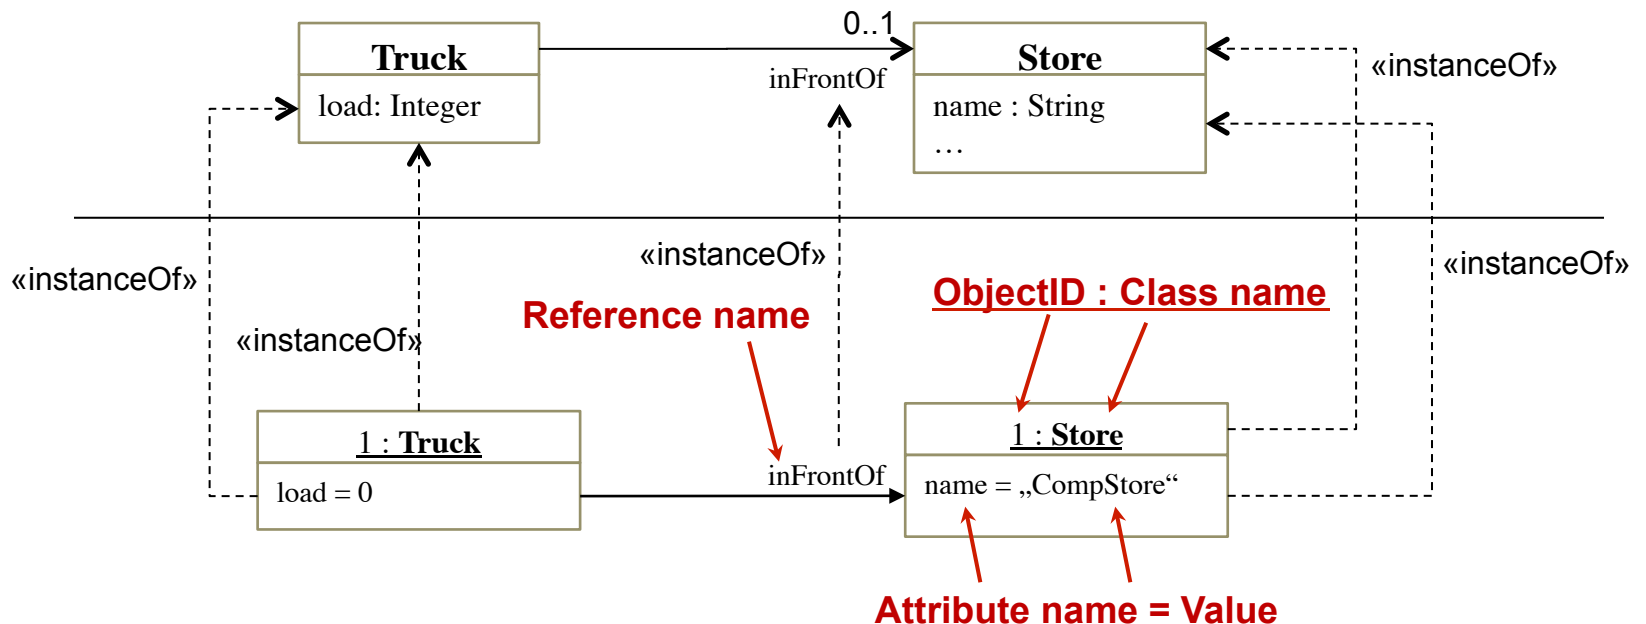 0..1
Truck
Store
«instanceOf»
inFrontOf
load: Integer
name : String
…
«instanceOf»
«instanceOf»
«instanceOf»
ObjectID : Class name
Reference name
«instanceOf»
1 : Truck
1 : Store
inFrontOf
load = 0
name = „CompStore“
Attribute name = Value